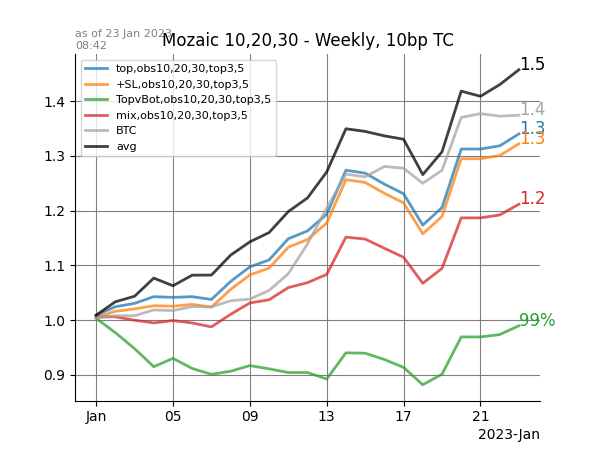 as of 23 Jan 2023
08:42
Mozaic 10,20,30 - Weekly, 10bp TC
top,obs10,20,30,top3,5
+SL,obs10,20,30,top3,5
TopvBot,obs10,20,30,top3,5
mix,obs10,20,30,top3,5
BTC
avg
1.5
1.4
1.3
1.3
1.2
99%
1.4
1.3
1.2
1.1
1.0
0.9
Jan 05 09 13 17 21
2023-Jan